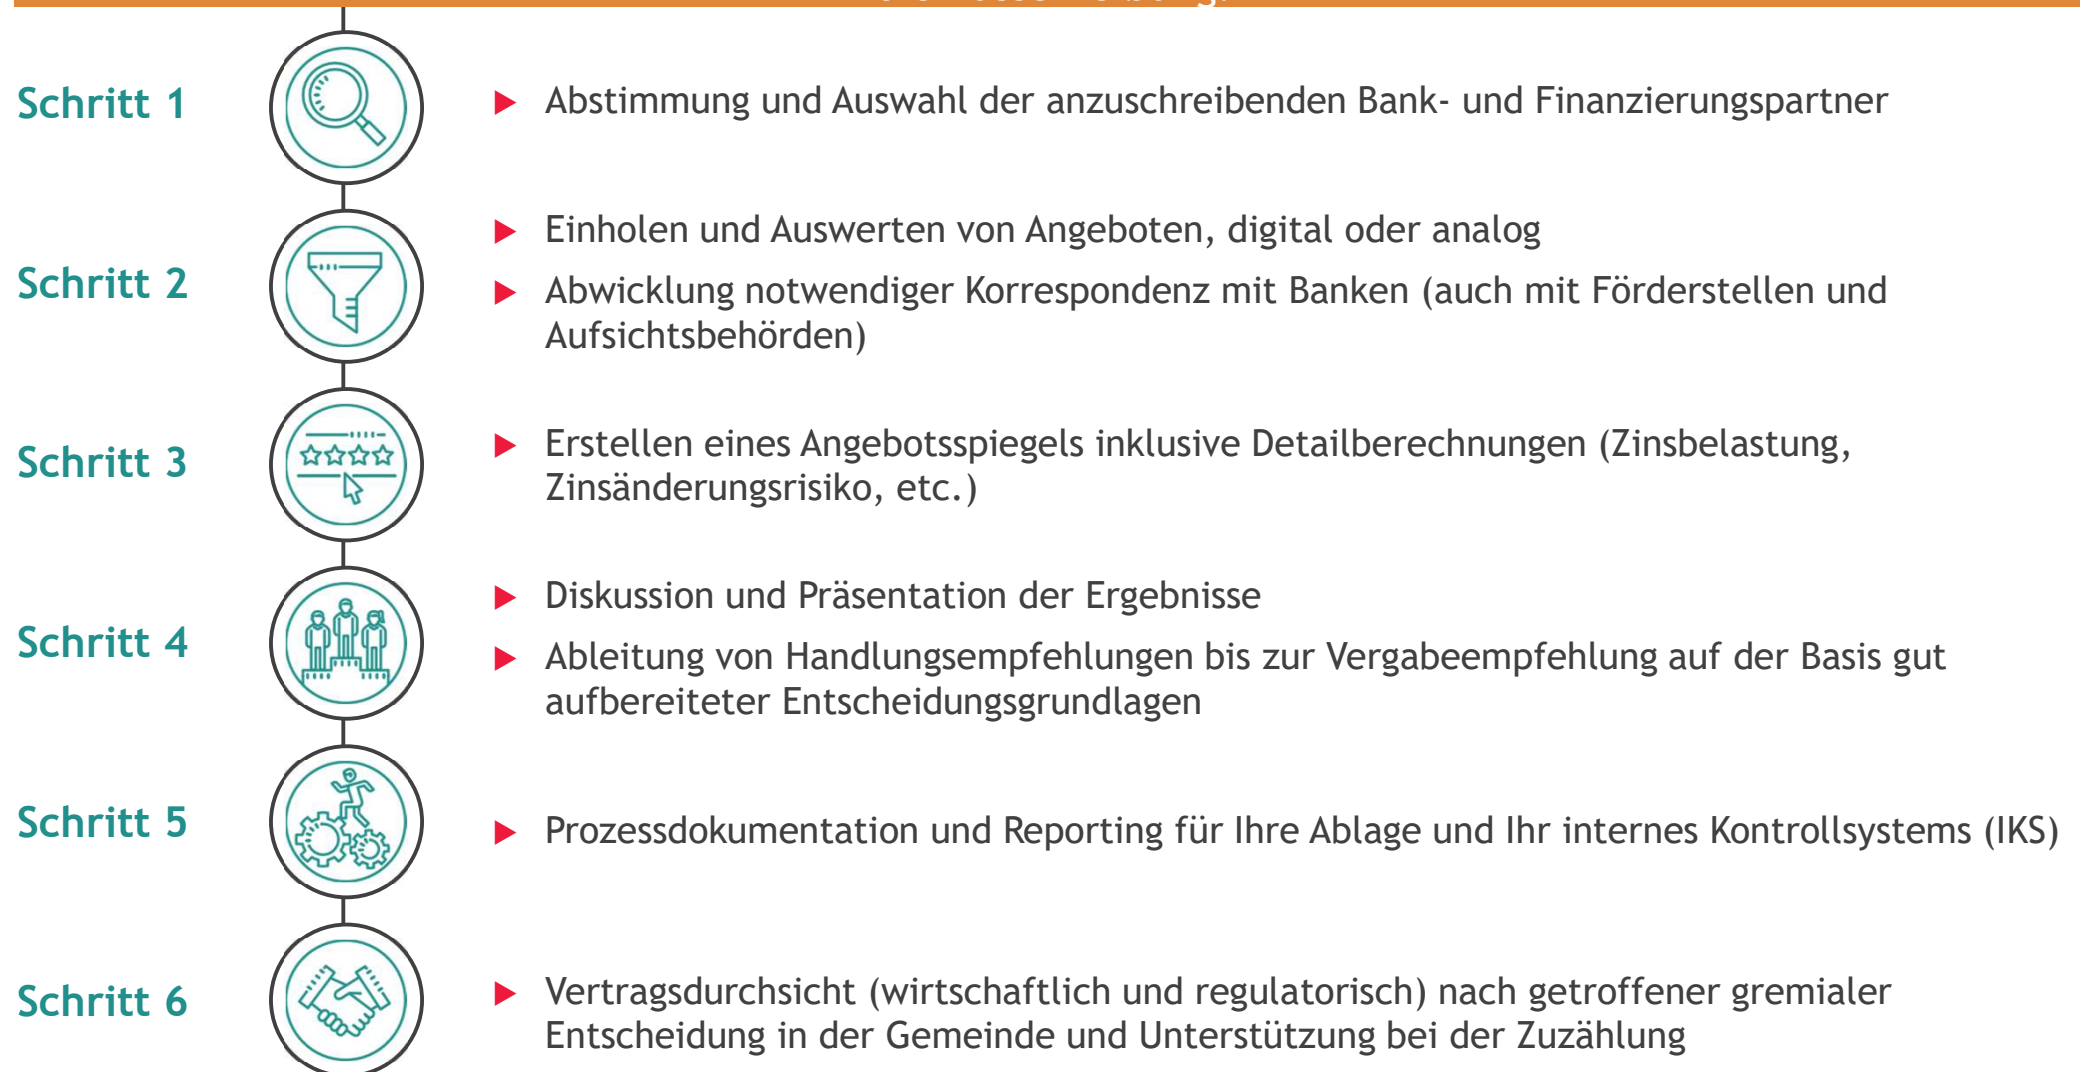 Schritt 1
▶ Abstimmung und Auswahl der anzuschreibenden Bank- und Finanzierungspartner
Schritt 2
▶ Einholen und Auswerten von Angeboten, digital oder analog
▶ Abwicklung notwendiger Korrespondenz mit Banken (auch mit Förderstellen und
Aufsichtsbehörden)
Schritt 3
▶ Erstellen eines Angebotsspiegels inklusive Detailberechnungen (Zinsbelastung,
Zinsänderungsrisiko, etc.)
Schritt 4
▶ Diskussion und Präsentation der Ergebnisse
▶ Ableitung von Handlungsempfehlungen bis zur Vergabeempfehlung auf der Basis gut
aufbereiteter Entscheidungsgrundlagen
Schritt 5
▶ Prozessdokumentation und Reporting für Ihre Ablage und Ihr internes Kontrollsystems (IKS)
Schritt 6
▶ Vertragsdurchsicht (wirtschaftlich und regulatorisch) nach getroffener gremialer
Entscheidung in der Gemeinde und Unterstützung bei der Zuzählung